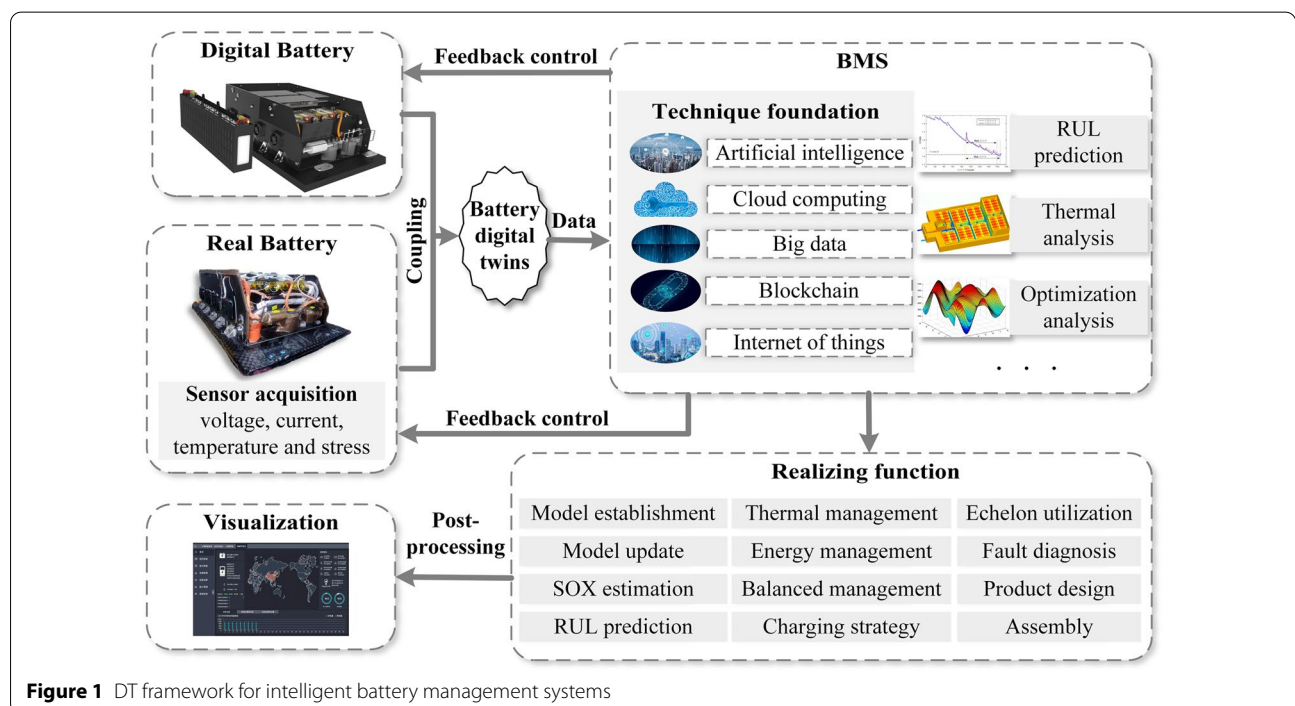 Digital Battery
Feedback control
BMS
Technique foundation
Artificial intelligence
Cloud computing
Big data
Blockchain
Internet of things
RUL
prediction
Thermal
analysis
Optimization
analysis
. . .
Coupling
Battery
digital
twins
Data
Real Battery
Sensor acquisition
voltage, current,
temperature and stress
Feedback control
Realizing function
Model establishment
Thermal management
Echelon utilization
Model update
Energy management
Fault diagnosis
SOX estimation
Balanced management
Product design
RUL prediction
Charging strategy
Assembly
Post-
processing
Visualization
Figure 1 DT framework for intelligent battery management systems